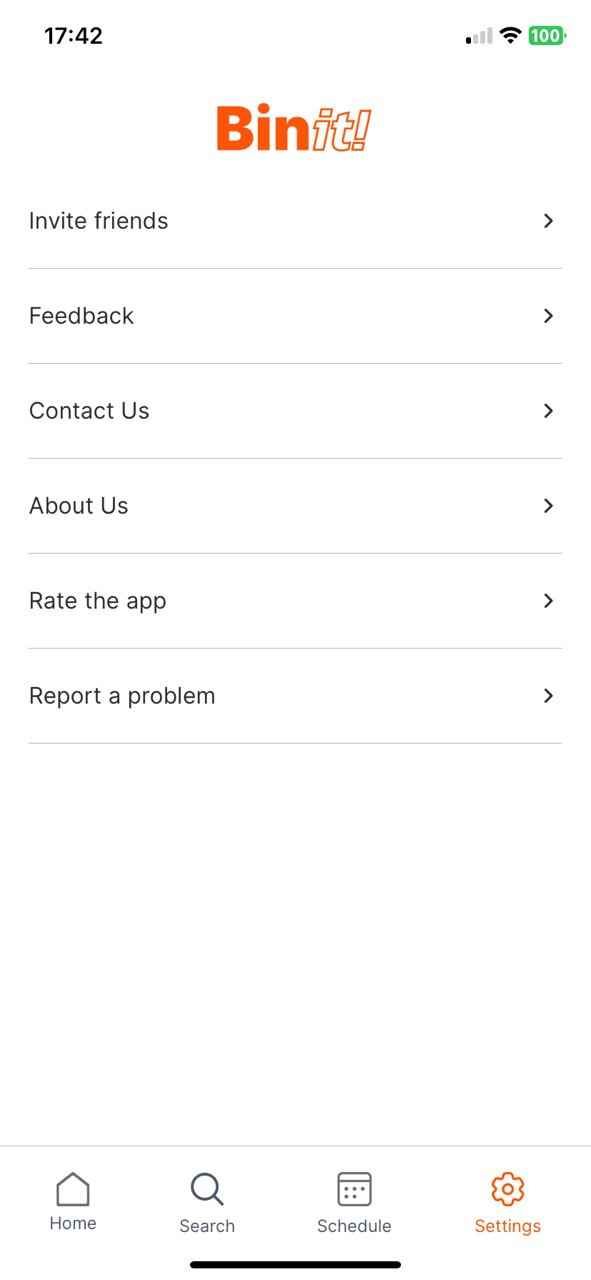 17:42
100
Binit!
Invite friends
Feedback
Contact Us
About Us
Rate the app
Report a problem
Home
Search
Schedule
Settings